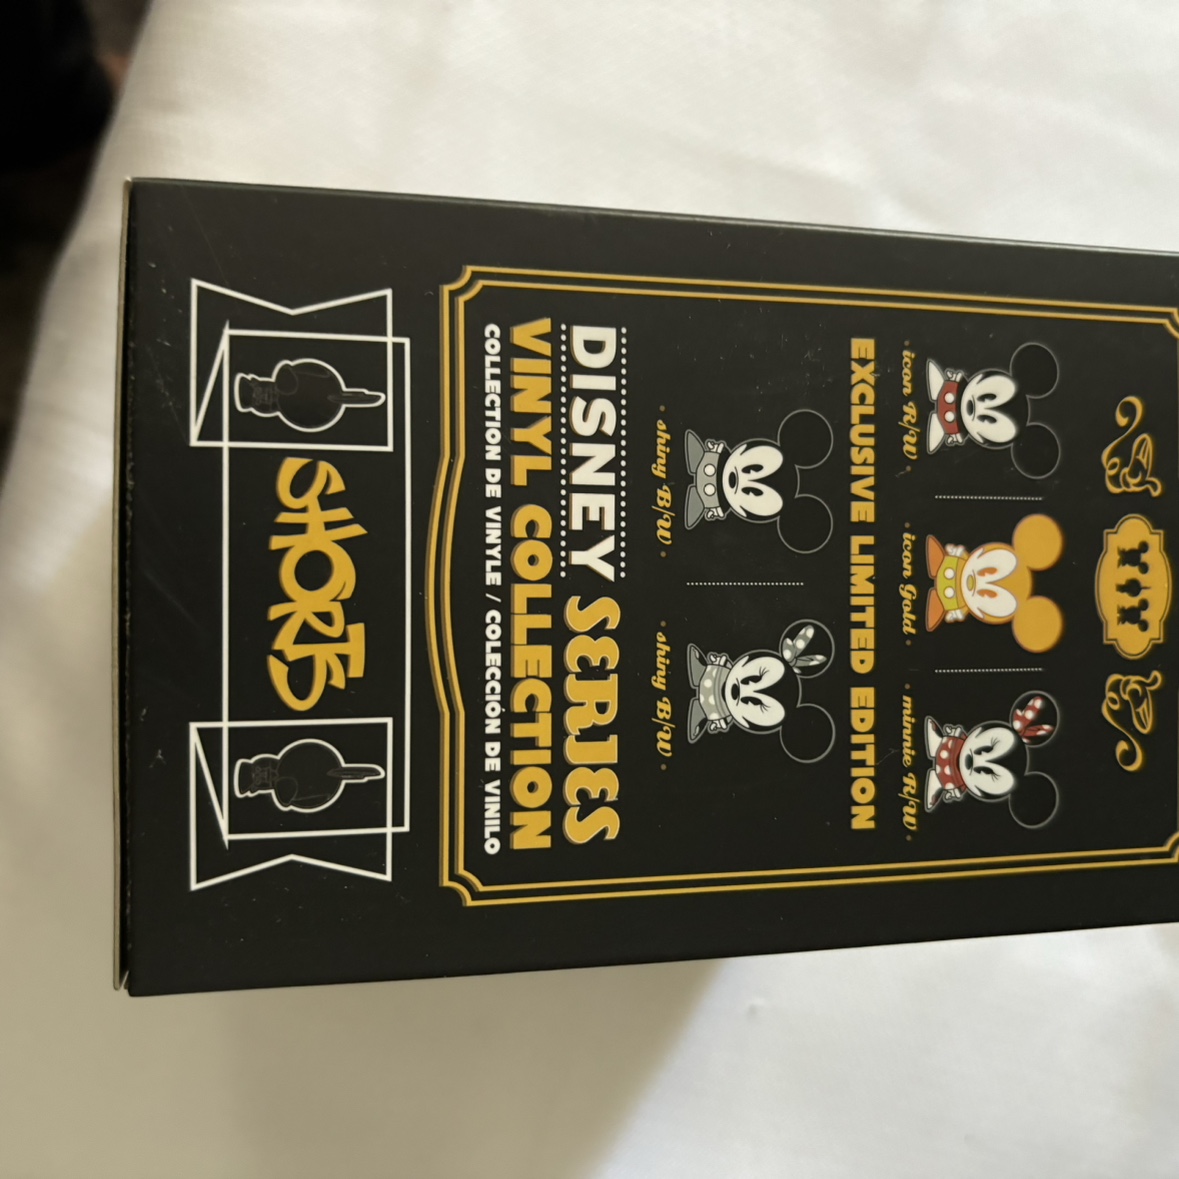 icon R/W
icon Gold
minnie R/W
EXCLUSIVE LIMITED EDITION
shiny B/W
shiny B/W
DISNEY SERIES
VINYL COLLECTION
COLLECTION DE VINYLE / COLECCIÓN DE VINILO
SHORTS